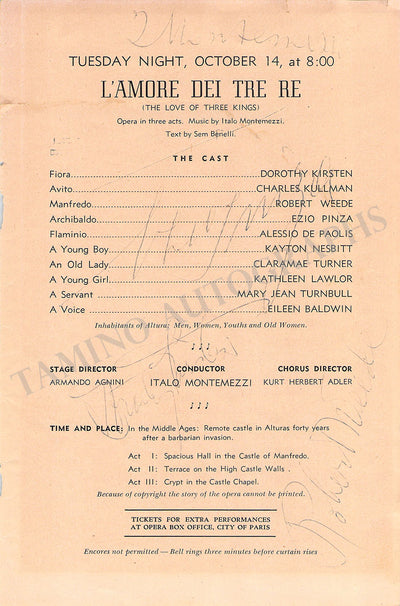 I Montemezzi
TUESDAY NIGHT, OCTOBER 14, at 8:00
L'AMORE DEI TRE RE
(THE LOVE OF THREE KINGS)
Opera in three acts. Music by Italo Montemezzi.
Text by Sem Benelli.
THE CAST
Fiora DOROTHY KIRSTEN
Avito CHARLES KULLMAN
Manfredo ROBERT WEEDE
Archibaldo EZIO PINZA
Flaminio ALESSIO DE PAOLIS
A Young Boy KAYTON NESBITT
An Old Lady CLARAMAE TURNER
A Young Girl KATHLEEN LAWLOR
A Servant MARY JEAN TURNBULL
A Voice EILEEN BALDWIN
Inhabitants of Altura; Men, Women, Youths and Old Women.
STAGE DIRECTOR CONDUCTOR CHORUS DIRECTOR
ARMANDO AGNINI ITALO MONTEMEZZI KURT HERBERT ADLER
TIME AND PLACE: In the Middle Ages: Remote castle in Alturas forty years
after a barbarian invasion.
Act I: Spacious Hall in the Castle of Manfredo.
Act II: Terrace on the High Castle Walls .
Act III: Crypt in the Castle Chapel.
Because of copyright the story of the opera cannot be printed.
TICKETS FOR EXTRA PERFORMANCES
AT OPERA BOX OFFICE, CITY OF PARIS
Encores not permitted — Bell rings three minutes before curtain rises
Robert Weede
TAMINO AUTOGRAPHS